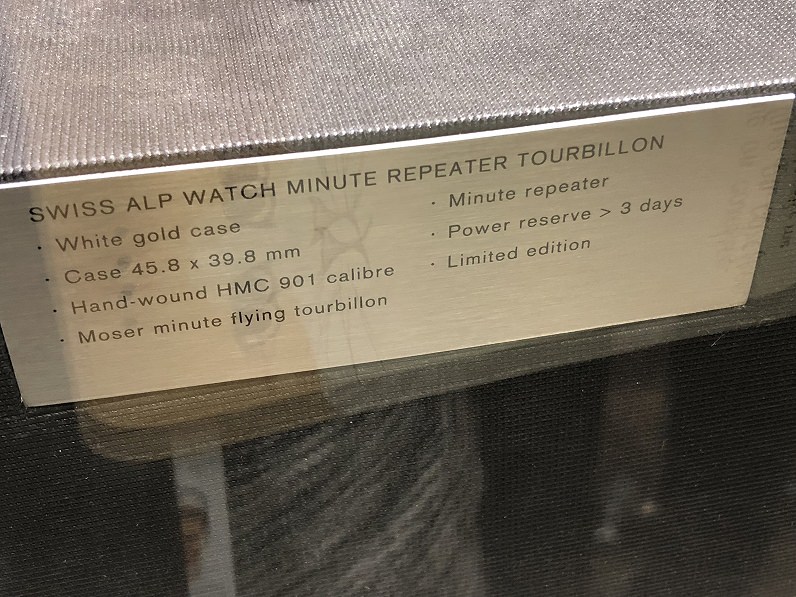 SWISS ALP WATCH MINUTE REPEATER TOURBILLON
· White gold case
· Case 45.8 x 39.8 mm
· Hand-wound HMC 901 calibre
· Moser minute flying tourbillon
· Minute repeater
· Power reserve > 3 days
· Limited edition